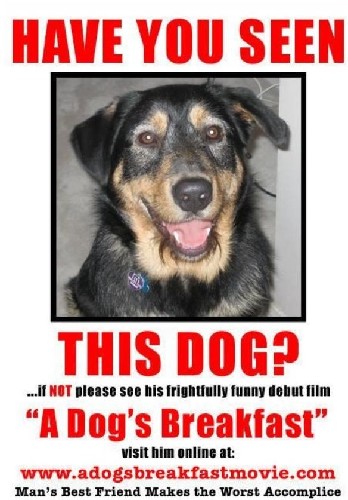 HAVE YOU SEEN
THIS DOG?
...if NOT please see his frightfully funny debut film
“A Dog's Breakfast”
visit him online at:
www.adogsbreakfastmovie.com
Man's Best Friend Makes the Worst Accomplice